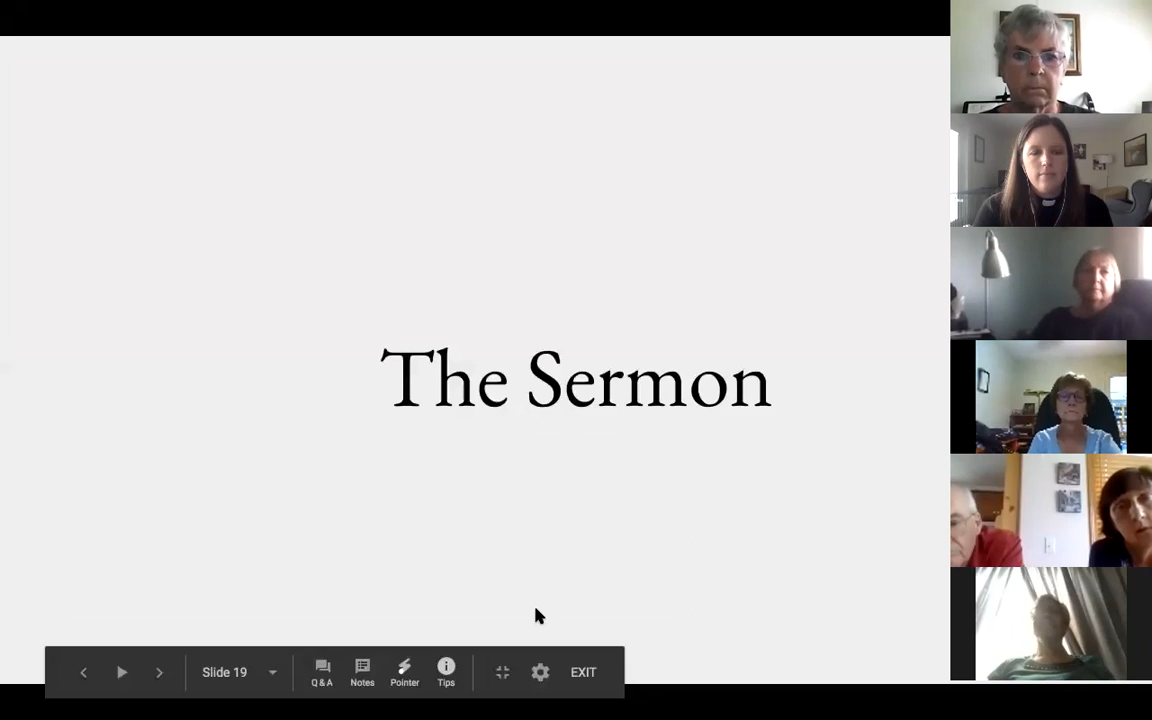 The Sermon
Slide 19
Q & A
Notes
Pointer
Tips
EXIT